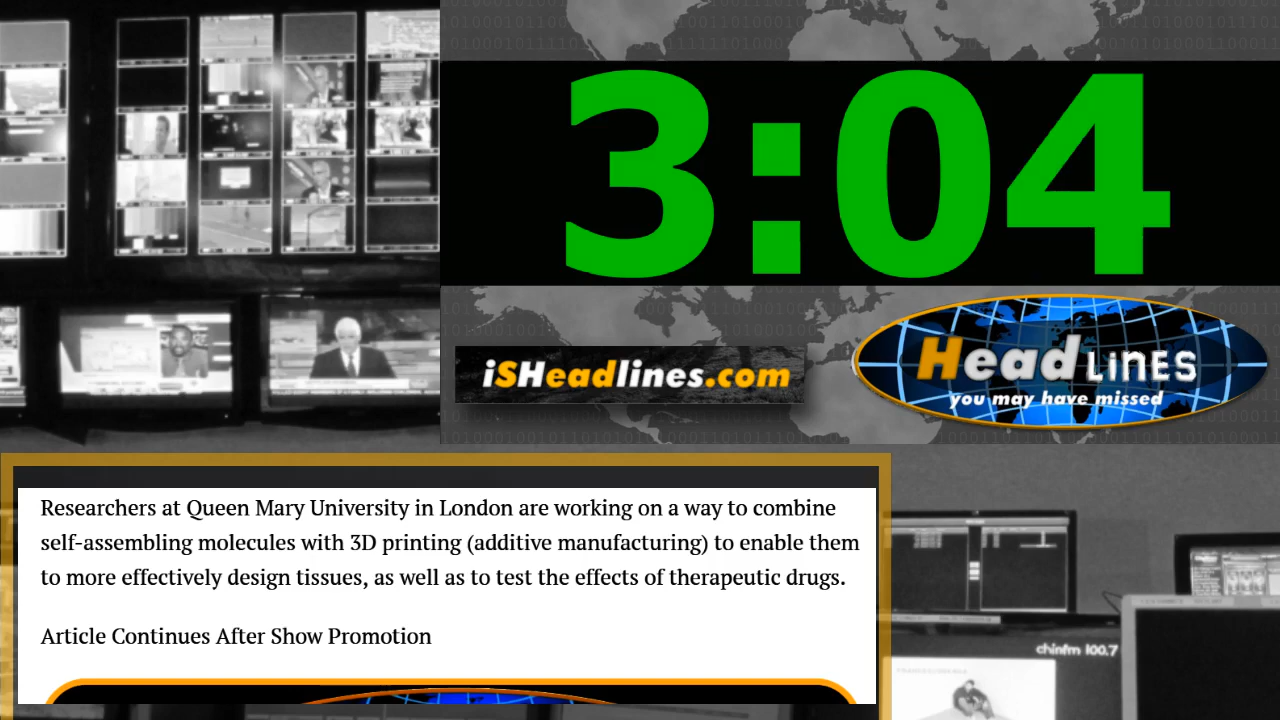 3:04
iSHeadlines.com
HeadLINES
you may have missed
Researchers at Queen Mary University in London are working on a way to combine
self-assembling molecules with 3D printing (additive manufacturing) to enable them
to more effectively design tissues, as well as to test the effects of therapeutic drugs.
Article Continues After Show Promotion
chinfm 100.7